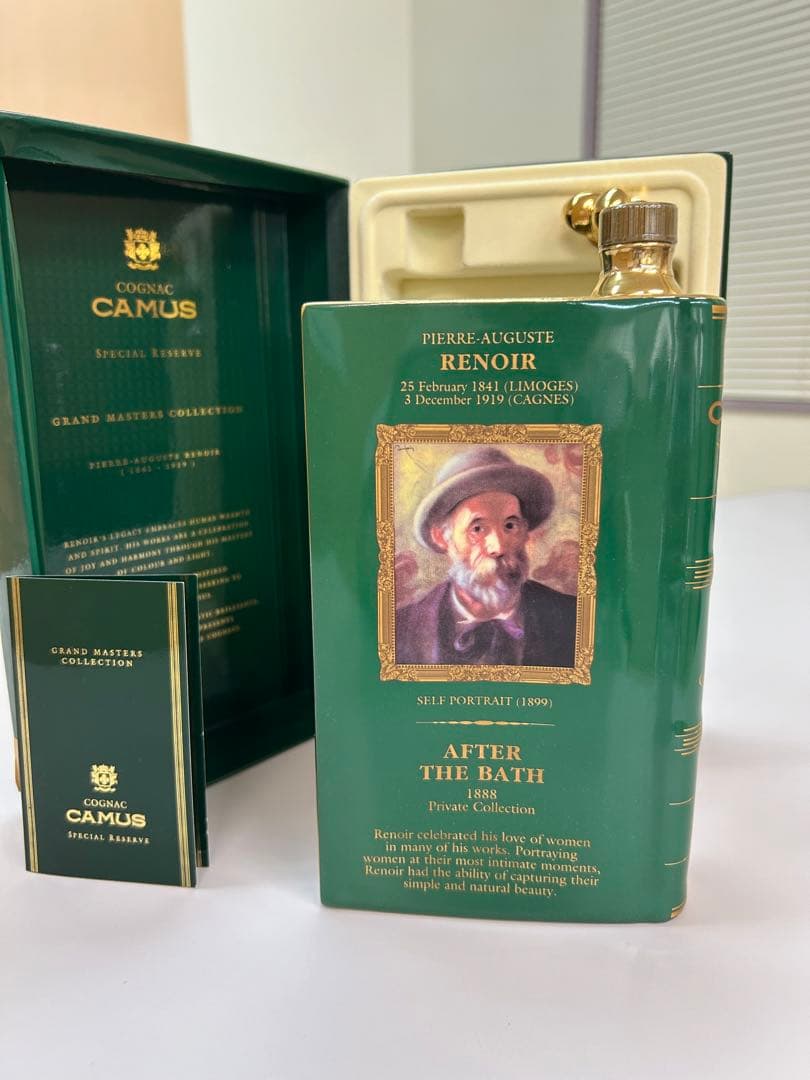 COGNAC
CAMUS
SPECIAL RESERVE
GRAND MASTERS COLLECTION
PIERRE-AUGUSTE RENOIR
(1841 - 1919)
RENOIR'S LEGACY EMBRACES HUMAN WARMTH
AND SPIRIT. HIS WORKS ARE A CELEBRATION
OF JOY AND HARMONY THROUGH HIS MASTERY
OF COLOUR AND LIGHT.
GRAND MASTERS
COLLECTION
COGNAC
CAMUS
SPECIAL RESERVE
PIERRE-AUGUSTE
RENOIR
25 February 1841 (LIMOGES)
3 December 1919 (CAGNES)
SELF PORTRAIT (1899)
AFTER
THE BATH
1888
Private Collection
Renoir celebrated his love of women
in many of his works. Portraying
women at their most intimate moments,
Renoir had the ability of capturing their
simple and natural beauty.